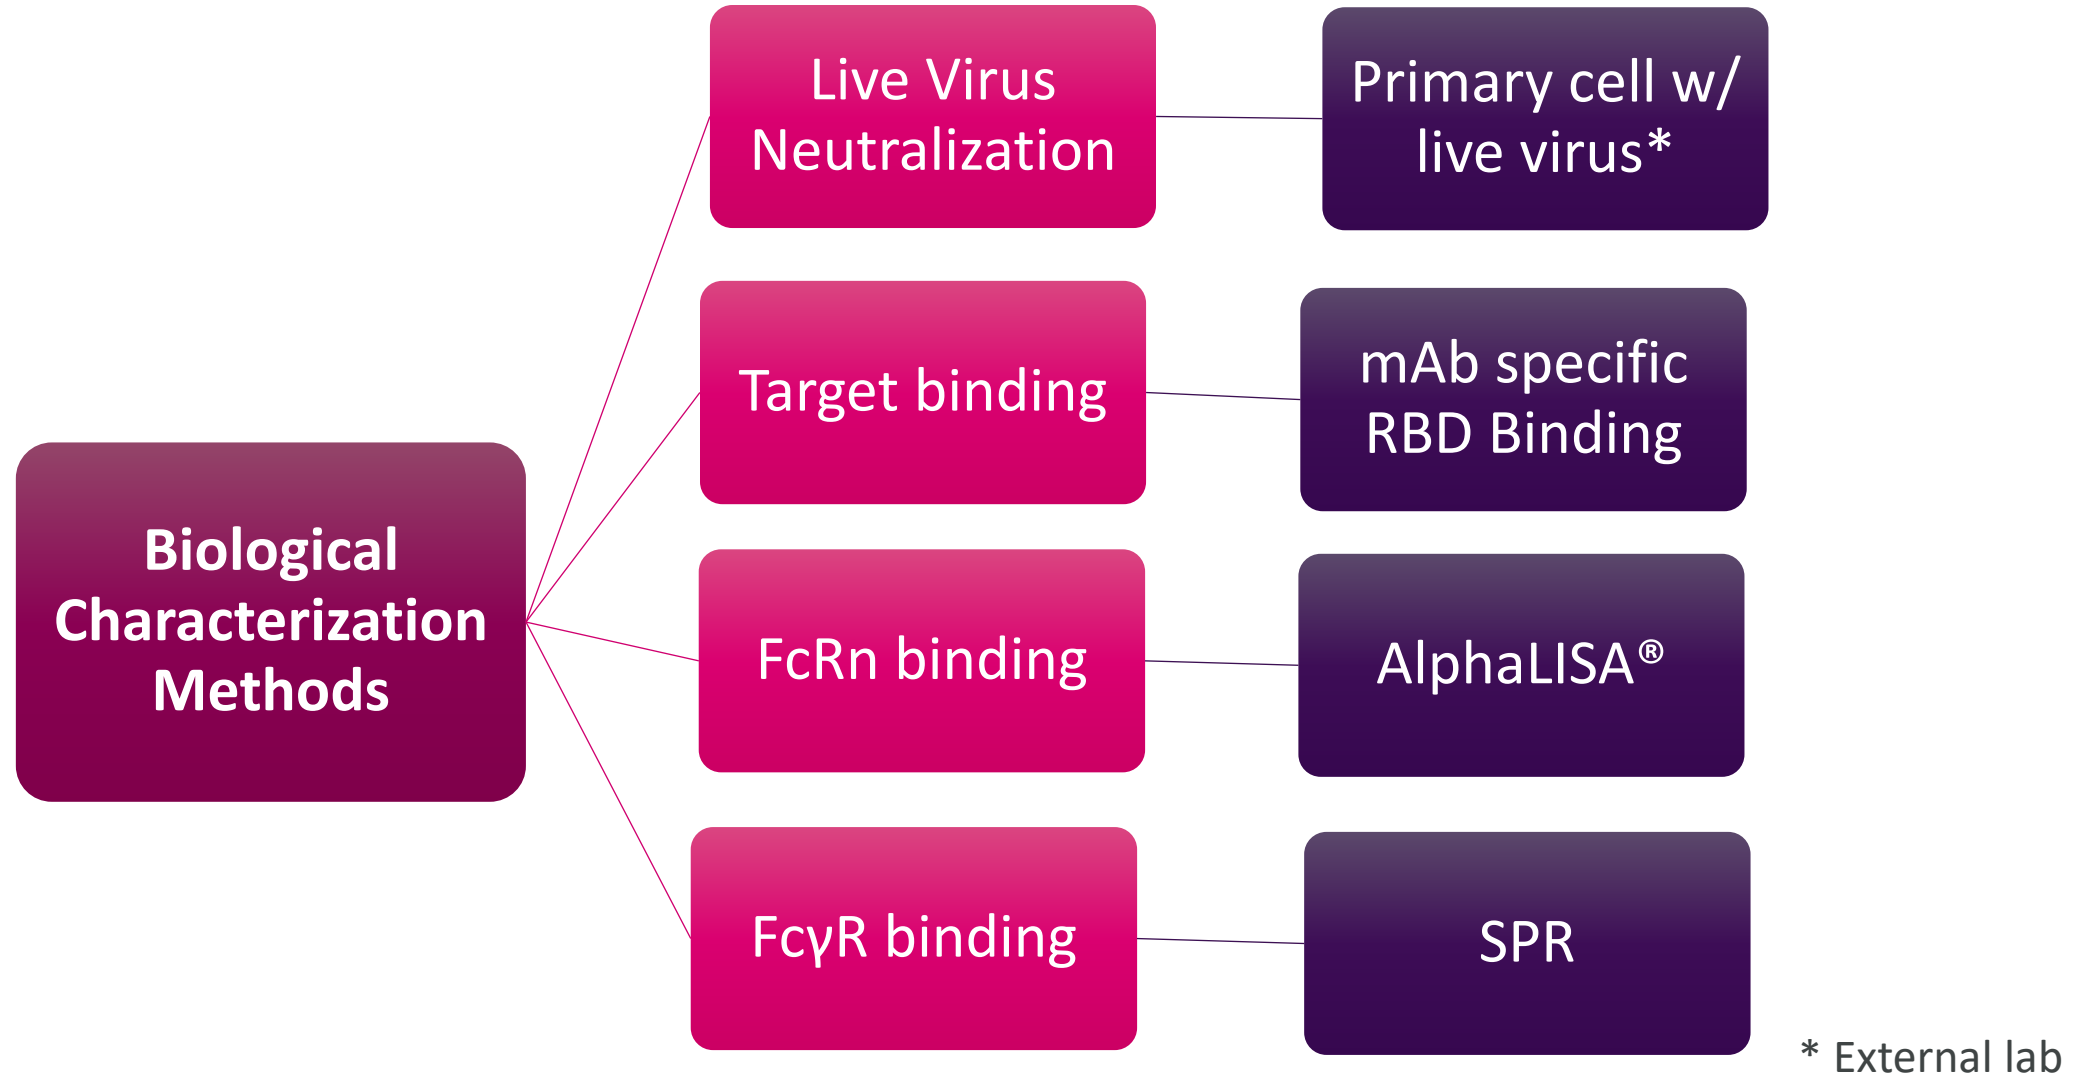 Live Virus
Neutralization
Primary cell w/
live virus*
Target binding
mAb specific
RBD Binding
Biological
Characterization
Methods
FcRn binding
AlphaLISA®
FcγR binding
SPR
* External lab